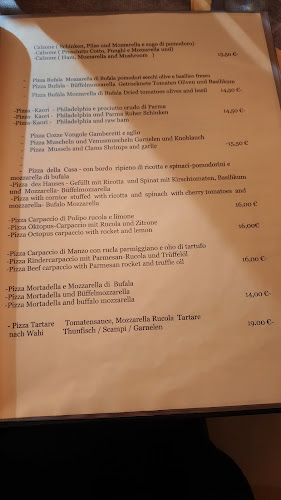 -Calzone ( Schinken, Pilze und Mozzarella e sugo di pomodoro)
-Calzone ( Prosciutto Cotto, Funghi e Mozzarella und)
-Calzone ( Ham, Mozzarella and Mushroom )
13,50 €-
- Pizza Bufala Mozzarella di Bufala pomodori secchi olive e basilico fresco
- Pizza Bufala - Büffelmozzarella Getrocknete Tomaten Oliven und Basilikum
- Pizza Bufala Mozzarella di Bufala Dried tomatoes olives and basil
14,50 €-
-Pizza- Kaori - Philadelphia e prosciutto crudo di Parma
-Pizza- Kaori - Philadelphia und Parma Roher Schinken
-Pizza- Kaori - Philadelphia und raw ham
14,50 €-
Pizza Cozze Vongole Gamberetti e aglio
Pizza Muscheln und Venusmuscheln Garnelen und Knoblauch
Pizza Mussels and Clams Shrimps and garlic
-15,50 €
Pizza della Casa - con bordo ripieno di ricotta e spinaci-pomodorini e
mozzarella di bufala
-Pizza des Hauses - Gefüllt mit Ricotta und Spinat mit Kirschtomaten, Basilikum
und Mozzarella- Büffelmozzarella
-Pizza with cornice stuffed with ricotta and spinach with cherry tomatoes and
mozzarella- Bufalo Mozzarella
16,00 €
-Pizza Carpaccio di Polipo rucola e limone
-Pizza Oktopus-Carpaccio mit Rucola und Zitrone
-Pizza Octopus carpaccio with rocket and lemon
16,00€
-Pizza Carpaccio di Manzo con rucla parmiggiano e olio di tartufo
-Pizza Rindercarpaccio mit Parmesan-Rucola und Trüffelöl
-Pizza Beef carpaccio with Parmesan rocket and truffle oil
16,00 €-
-Pizza Mortadella e Mozzarella di Bufala
-Pizza Mortadella und Büffelmozzarella
-Pizza Mortadella and buffalo mozzarella
14,00 €-
- Pizza Tartare Tomatensauce, Mozzarella Rucola Tartare
nach Wahl Thunfisch / Scampi / Garnelen
19,00 €-